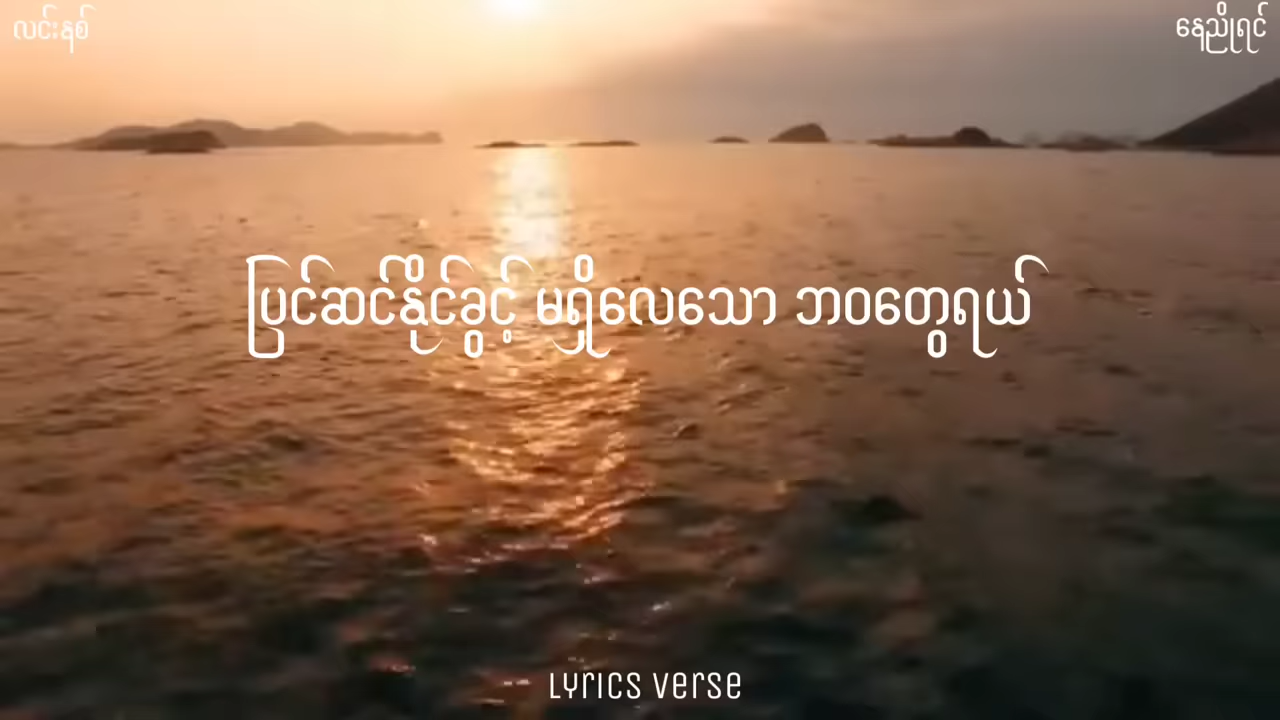 လင်းနစ်
နေညိုရင်
ပြင်ဆင်နိုင်ခွင့် မရှိလေသော ဘဝတွေရယ်
Lyrics verse